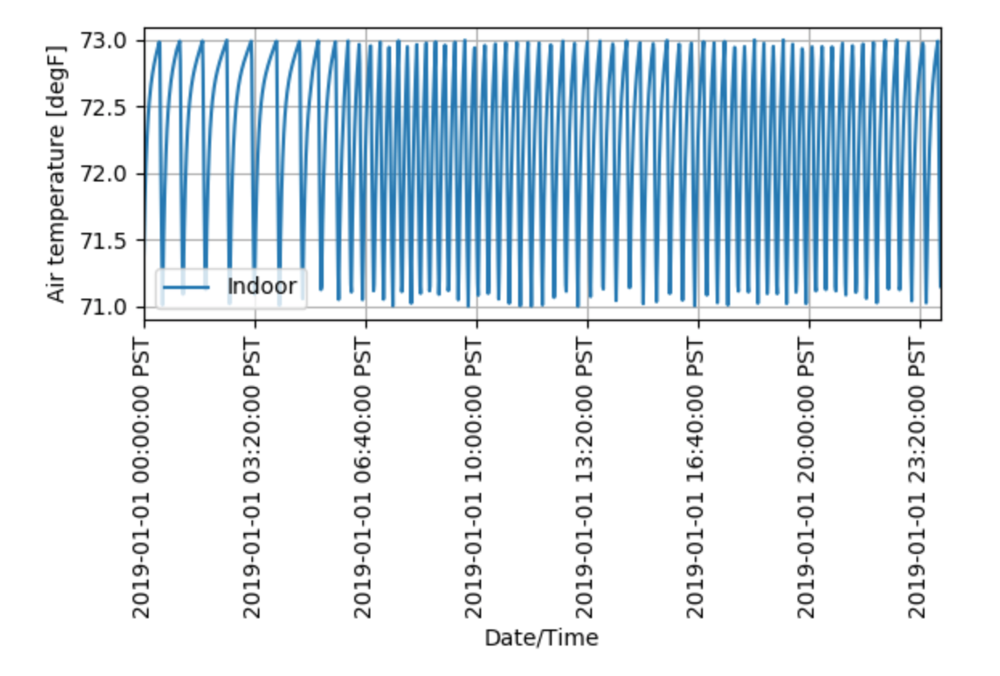 73.0
72.5
72.0
71.5
71.0
Air temperature [degF]
Indoor
2019-01-01 00:00:00 PST
2019-01-01 03:20:00 PST
2019-01-01 06:40:00 PST
2019-01-01 10:00:00 PST
2019-01-01 13:20:00 PST
2019-01-01 16:40:00 PST
2019-01-01 20:00:00 PST
2019-01-01 23:20:00 PST
Date/Time